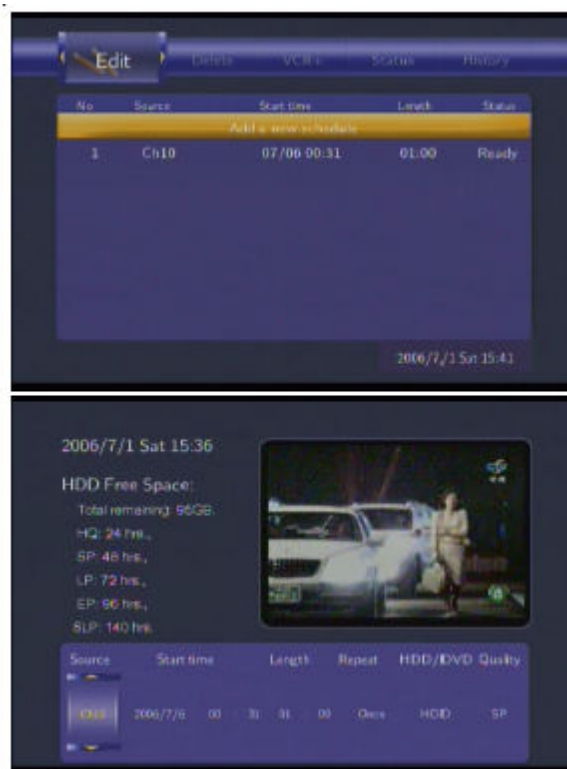 Edit Delete VCR+ Status History
No Source Start time Length Status
Add a new schedule
1 Ch10 07/06 00:31 01:00 Ready
2006/7/1 Sat 15:41
2006/7/1 Sat 15:36
HDD Free Space:
Total remaining: 96GB.
HQ: 24 hrs.,
SP: 48 hrs.,
LP: 72 hrs.,
EP: 96 hrs.,
SLP: 140 hrs.
Source Start time Length Repeat HDD/DVD Quality
Ch10 2006/7/6 00 : 31 01 : 00 Once HDD SP